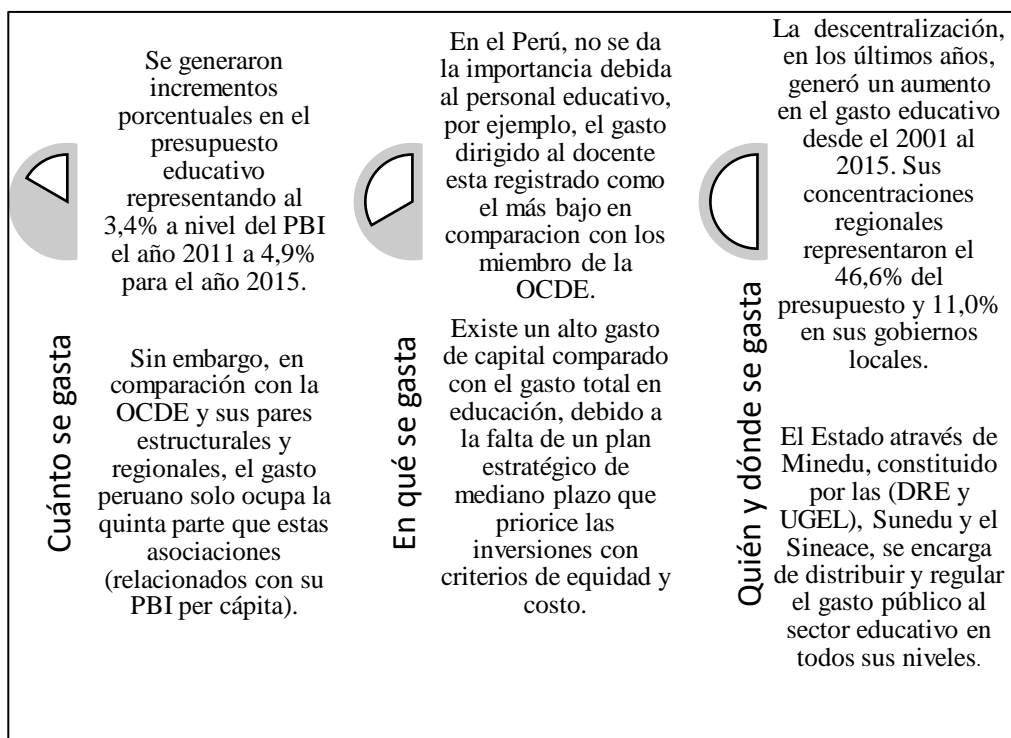 Cuánto se gasta
Se generaron
incrementos
porcentuales en el
presupuesto
educativo
representando al
3,4% a nivel del PBI
el año 2011 a 4,9%
para el año 2015.
Sin embargo, en
comparación con la
OCDE y sus pares
estructurales y
regionales, el gasto
peruano solo ocupa la
quinta parte que estas
asociaciones
(relacionados con su
PBI per cápita).
En qué se gasta
En el Perú, no se da
la importancia debida
al personal educativo,
por ejemplo, el gasto
dirigido al docente
esta registrado como
el más bajo en
comparacion con los
miembro de la
OCDE.
Existe un alto gasto
de capital comparado
con el gasto total en
educación, debido a
la falta de un plan
estratégico de
mediano plazo que
priorice las
inversiones con
criterios de equidad y
costo.
Quién y dónde se gasta
La descentralización,
en los últimos años,
generó un aumento
en el gasto educativo
desde el 2001 al
2015. Sus
concentraciones
regionales
representaron el
46,6% del
presupuesto y 11,0%
en sus gobiernos
locales.
El Estado através de
Minedu, constituido
por las (DRE y
UGEL), Sunedu y el
Sineace, se encarga
de distribuir y regular
el gasto público al
sector educativo en
todos sus niveles.